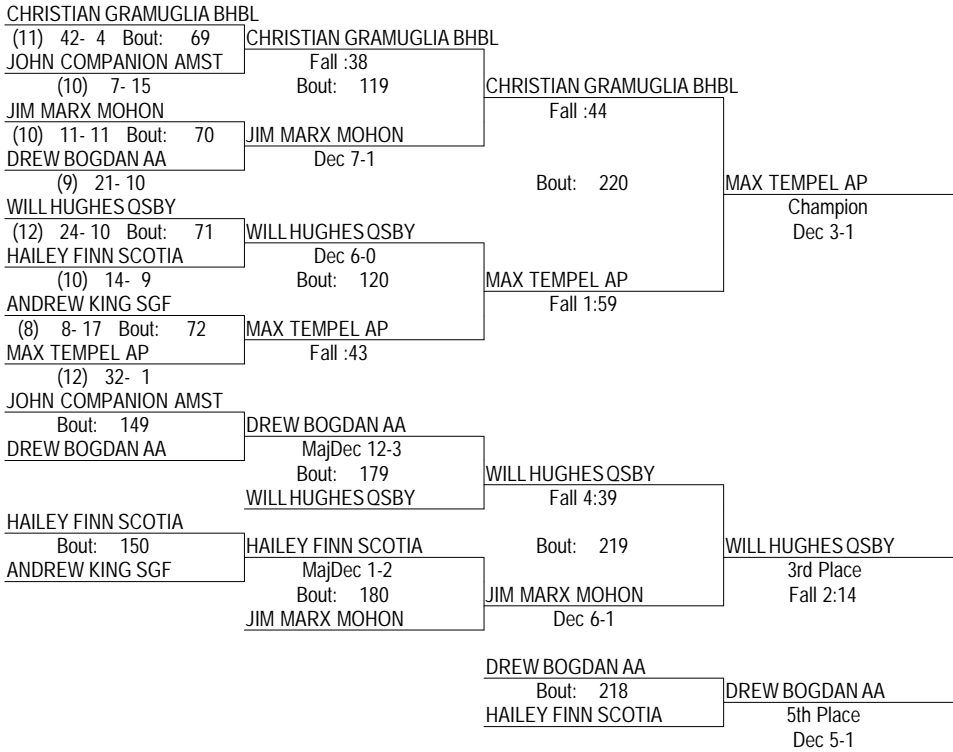 CHRISTIAN GRAMUGLIA BHBL
(11) 42- 4 Bout: 69 CHRISTIAN GRAMUGLIA BHBL
JOHN COMPANION AMST Fall :38
(10) 7- 15 Bout: 119 CHRISTIAN GRAMUGLIA BHBL
JIM MARX MOHON Fall :44
(10) 11- 11 Bout: 70 JIM MARX MOHON
DREW BOGDAN AA Dec 7-1
(9) 21- 10 Bout: 220 MAX TEMPEL AP
WILL HUGHES QSBY Champion
(12) 24- 10 Bout: 71 WILL HUGHES QSBY Dec 3-1
HAILEY FINN SCOTIA Dec 6-0
(10) 14- 9 Bout: 120 MAX TEMPEL AP
ANDREW KING SGF Fall 1:59
(8) 8- 17 Bout: 72 MAX TEMPEL AP
MAX TEMPEL AP Fall :43
(12) 32- 1
JOHN COMPANION AMST
Bout: 149 DREW BOGDAN AA
DREW BOGDAN AA MajDec 12-3
Bout: 179 WILL HUGHES QSBY
WILL HUGHES QSBY Fall 4:39
HAILEY FINN SCOTIA
Bout: 150 HAILEY FINN SCOTIA Bout: 219 WILL HUGHES QSBY
ANDREW KING SGF MajDec 1-2 3rd Place
Bout: 180 JIM MARX MOHON Fall 2:14
JIM MARX MOHON Dec 6-1
DREW BOGDAN AA
Bout: 218 DREW BOGDAN AA
HAILEY FINN SCOTIA 5th Place
Dec 5-1